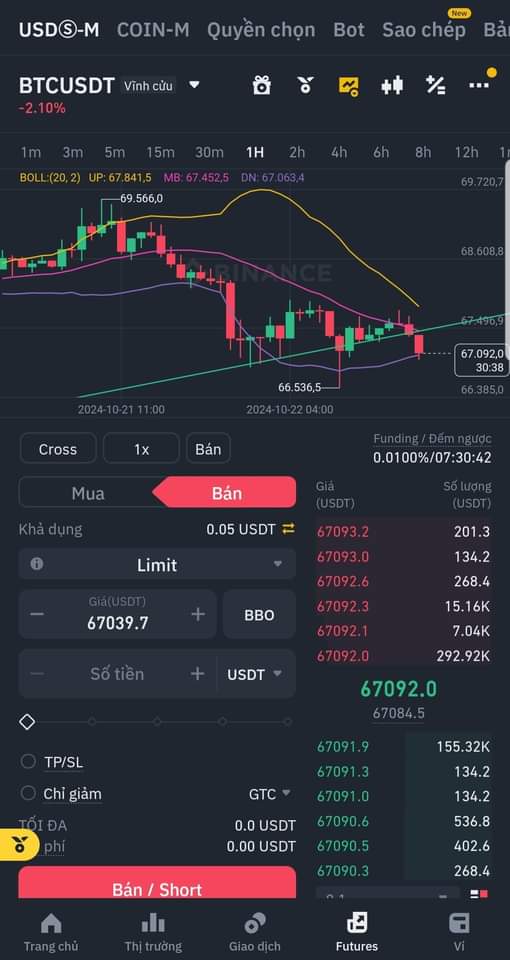 USDⓈ-M COIN-M Quyền chọn Bot Sao chép New
BTCUSDT Vĩnh cửu
-2.10%
1m 3m 5m 15m 30m 1H 2h 4h 6h 8h 12h
BOLL:(20, 2) UP: 67.841,5 MB: 67.452,5 DN: 67.063,4
69.720,7
69.566,0
68.608,8
BINANCE
67.496,9
67.092,0
30:38
66.536,5
66.385,0
2024-10-21 11:00 2024-10-22 04:00
Cross 1x Bán
Funding / Đếm ngược
0.0100%/07:30:42
Mua Bán
Giá
(USDT)
Số lượng
(USDT)
Khả dụng 0.05 USDT
67093.2 201.3
67093.0 134.2
67092.6 268.4
67092.3 15.16K
67092.1 7.04K
67092.0 292.92K
Limit
Giá(USDT)
67039.7
BBO
Số tiền
USDT
67092.0
67084.5
67091.9 155.32K
67091.3 134.2
67091.0 134.2
67090.6 536.8
67090.5 402.6
67090.3 268.4
TP/SL
Chỉ giảm GTC
TỐI ĐA 0.0 USDT
phí 0.00 USDT
Bán / Short
Trang chủ Thị trường Giao dịch Futures Ví